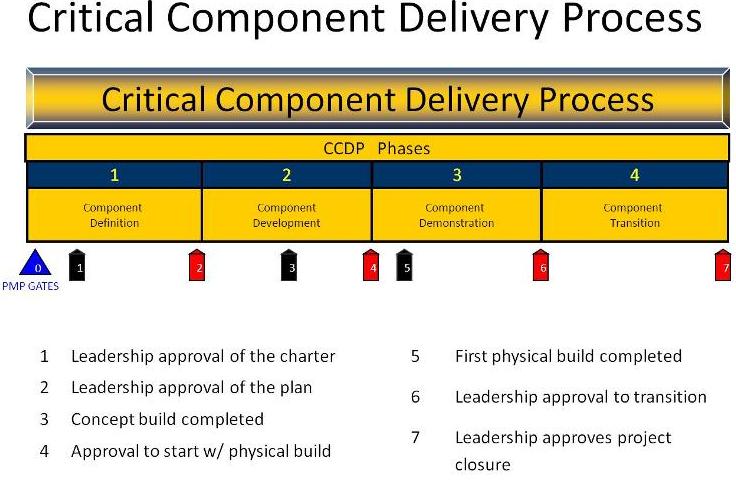 Critical Component Delivery Process
Critical Component Delivery Process
CCDP Phases
1 2 3 4
Component Definition
Component Development
Component Demonstration
Component Transition
0 1 2 3 4 5 6 7
PMP GATES
1 Leadership approval of the charter
2 Leadership approval of the plan
3 Concept build completed
4 Approval to start w/ physical build
5 First physical build completed
6 Leadership approval to transition
7 Leadership approves project
closure